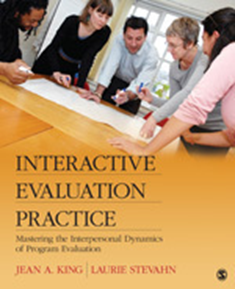 INTERACTIVE
EVALUATION
PRACTICE
Mastering the Interpersonal Dynamics
of Program Evaluation
JEAN A. KING | LAURIE STEVAHN